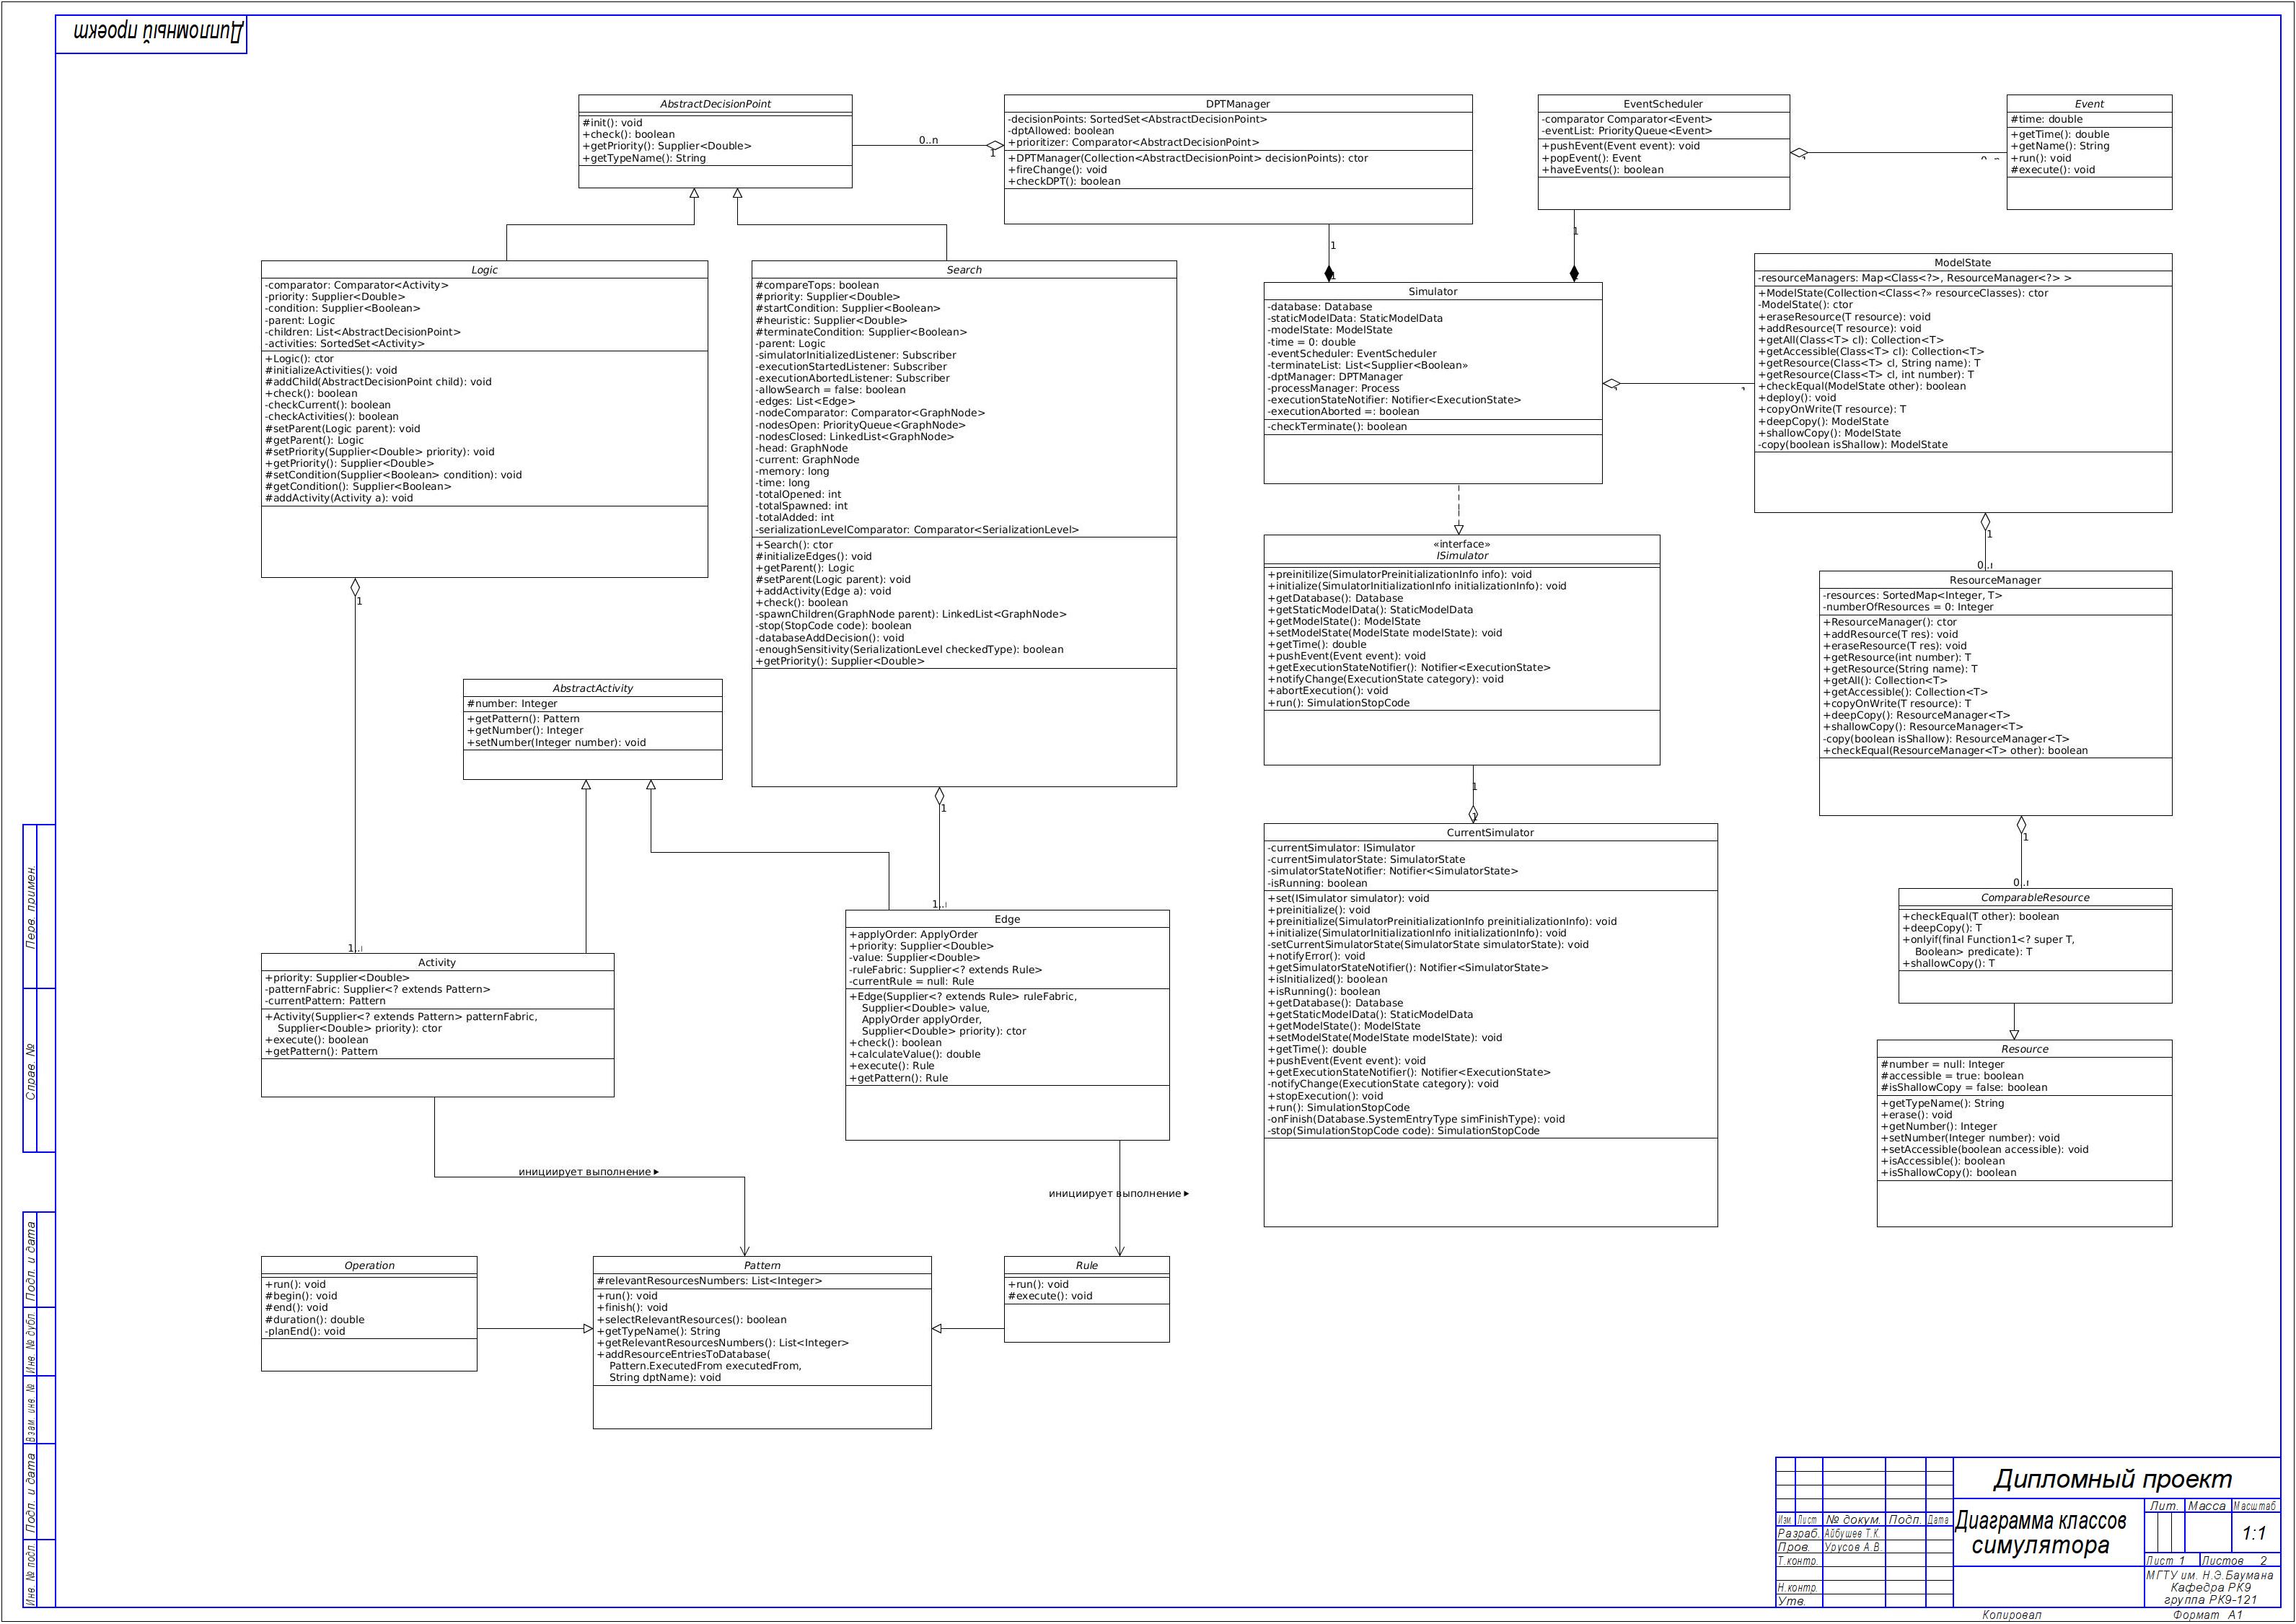 Дипломный проект
AbstractDecisionPoint
#init(): void
+check(): boolean
+getPriority(): Supplier<Double>
+getTypeName(): String
0..n
1
DPTManager
-decisionPoints: SortedSet<AbstractDecisionPoint>
-dptAllowed: boolean
+prioritizer: Comparator<AbstractDecisionPoint>
+DPTManager(Collection<AbstractDecisionPoint> decisionPoints): ctor
+fireChange(): void
+checkDPT(): boolean
1
1
EventScheduler
-comparator Comparator<Event>
-eventList: PriorityQueue<Event>
+pushEvent(Event event): void
+popEvent(): Event
+haveEvents(): boolean
1
Event
#time: double
+getTime(): double
+getName(): String
+run(): void
#execute(): void
Logic
-comparator: Comparator<Activity>
-priority: Supplier<Double>
-condition: Supplier<Boolean>
-parent: Logic
-children: List<AbstractDecisionPoint>
-activities: SortedSet<Activity>
+Logic(): ctor
#initializeActivities(): void
#addChild(AbstractDecisionPoint child): void
+check(): boolean
-checkCurrent(): boolean
-checkActivities(): boolean
#setParent(Logic parent): void
#getParent(): Logic
#setPriority(Supplier<Double> priority): void
+getPriority(): Supplier<Double>
#setCondition(Supplier<Boolean> condition): void
#getCondition(): Supplier<Boolean>
#addActivity(Activity a): void
1
Search
#compareTops: boolean
#priority: Supplier<Double>
#startCondition: Supplier<Boolean>
#heuristic: Supplier<Double>
#terminateCondition: Supplier<Boolean>
-parent: Logic
-simulatorInitializedListener: Subscriber
-executionStartedListener: Subscriber
-executionAbortedListener: Subscriber
-allowSearch = false: boolean
-edges: List<Edge>
-nodeComparator: Comparator<GraphNode>
-nodesOpen: PriorityQueue<GraphNode>
-nodesClosed: LinkedList<GraphNode>
-head: GraphNode
-current: GraphNode
-memory: long
-time: long
-totalOpened: int
-totalSpawned: int
-totalAdded: int
-serializationLevelComparator: Comparator<SerializationLevel>
+Search(): ctor
#initializeEdges(): void
+getParent(): Logic
#setParent(Logic parent): void
+addActivity(Edge a): void
+check(): boolean
-spawnChildren(GraphNode parent): LinkedList<GraphNode>
-stop(StopCode code): boolean
-databaseAddDecision(): void
-enoughSensitivity(SerializationLevel checkedType): boolean
+getPriority(): Supplier<Double>
1
Simulator
-database: Database
-staticModelData: StaticModelData
-modelState: ModelState
-time = 0: double
-eventScheduler: EventScheduler
-terminateList: List<Supplier<Boolean»
-dptManager: DPTManager
-processManager: Process
-executionStateNotifier: Notifier<ExecutionState>
-executionAborted =: boolean
-checkTerminate(): boolean
ModelState
-resourceManagers: Map<Class<?>, ResourceManager<?> >
+ModelState(Collection<Class<?» resourceClasses): ctor
-ModelState(): ctor
+eraseResource(T resource): void
+addResource(T resource): void
+getAll(Class<T> cl): Collection<T>
+getAccessible(Class<T> cl): Collection<T>
+getResource(Class<T> cl, String name): T
+getResource(Class<T> cl, int number): T
+checkEqual(ModelState other): boolean
+deploy(): void
+copyOnWrite(T resource): T
+deepCopy(): ModelState
+shallowCopy(): ModelState
-copy(boolean isShallow): ModelState
1
«interface»
ISimulator
+preinitilize(SimulatorPreinitializationInfo info): void
+initialize(SimulatorInitializationInfo initializationInfo): void
+getDatabase(): Database
+getStaticModelData(): StaticModelData
+getModelState(): ModelState
+setModelState(ModelState modelState): void
+getTime(): double
+pushEvent(Event event): void
+getExecutionStateNotifier(): Notifier<ExecutionState>
+notifyChange(ExecutionState category): void
+abortExecution(): void
+run(): SimulationStopCode
1
1
ResourceManager
-resources: SortedMap<Integer, T>
-numberOfResources = 0: Integer
+ResourceManager(): ctor
+addResource(T res): void
+eraseResource(T res): void
+getResource(int number): T
+getResource(String name): T
+getAll(): Collection<T>
+getAccessible(): Collection<T>
+copyOnWrite(T resource): T
+deepCopy(): ResourceManager<T>
+shallowCopy(): ResourceManager<T>
-copy(boolean isShallow): ResourceManager<T>
+checkEqual(ResourceManager<T> other): boolean
1
AbstractActivity
#number: Integer
+getPattern(): Pattern
+getNumber(): Integer
+setNumber(Integer number): void
CurrentSimulator
-currentSimulator: ISimulator
-currentSimulatorState: SimulatorState
-simulatorStateNotifier: Notifier<SimulatorState>
-isRunning: boolean
+set(ISimulator simulator): void
+preinitialize(): void
+preinitialize(SimulatorPreinitializationInfo preinitializationInfo): void
+initialize(SimulatorInitializationInfo initializationInfo): void
-setCurrentSimulatorState(SimulatorState simulatorState): void
+notifyError(): void
+getSimulatorStateNotifier(): Notifier<SimulatorState>
+isInitialized(): boolean
+isRunning(): boolean
+getDatabase(): Database
+getStaticModelData(): StaticModelData
+getModelState(): ModelState
+setModelState(ModelState modelState): void
+getTime(): double
+pushEvent(Event event): void
+getExecutionStateNotifier(): Notifier<ExecutionState>
-notifyChange(ExecutionState category): void
+stopExecution(): void
+run(): SimulationStopCode
-onFinish(Database.SystemEntryType simFinishType): void
-stop(SimulationStopCode code): SimulationStopCode
ComparableResource
+checkEqual(T other): boolean
+deepCopy(): T
+onlyif(final Function1<? super T,
Boolean> predicate): T
+shallowCopy(): T
Resource
#number = null: Integer
#accessible = true: boolean
#isShallowCopy = false: boolean
+getTypeName(): String
+erase(): void
+getNumber(): Integer
+setNumber(Integer number): void
+setAccessible(boolean accessible): void
+isAccessible(): boolean
+isShallowCopy(): boolean
Activity
+priority: Supplier<Double>
-patternFabric: Supplier<? extends Pattern>
-currentPattern: Pattern
+Activity(Supplier<? extends Pattern> patternFabric,
Supplier<Double> priority): ctor
+execute(): boolean
+getPattern(): Pattern
Edge
+applyOrder: ApplyOrder
+priority: Supplier<Double>
-value: Supplier<Double>
-ruleFabric: Supplier<? extends Rule>
-currentRule = null: Rule
+Edge(Supplier<? extends Rule> ruleFabric,
Supplier<Double> value,
ApplyOrder applyOrder,
Supplier<Double> priority): ctor
+check(): boolean
+calculateValue(): double
+execute(): Rule
+getPattern(): Rule
инициирует выполнение ▶
инициирует выполнение ▶
Operation
+run(): void
#begin(): void
#end(): void
#duration(): double
-planEnd(): void
Pattern
#relevantResourcesNumbers: List<Integer>
+run(): void
+finish(): void
+selectRelevantResources(): boolean
+getTypeName(): String
+getRelevantResourcesNumbers(): List<Integer>
+addResourceEntriesToDatabase(
Pattern.ExecutedFrom executedFrom,
String dptName): void
Rule
+run(): void
#execute(): void
Перв. примен.
Справ. №
Подп. и дата
Инв. № дубл.
Взам. инв. №
Подп. и дата
Инв. № подп.
Дипломный проект
Диаграмма классов
симулятора
Изм. Лист № докум. Подп. Дата
Разраб. Айбушев Т.К.
Пров. Урусов А.В.
Т.контр.
Н.контр.
Утв.
Лит. Масса Масштаб
1:1
Лист 1 Листов 2
МГТУ им. Н.Э.Баумана
Кафедра РК9
группа РК9-121
Копировал Формат А1